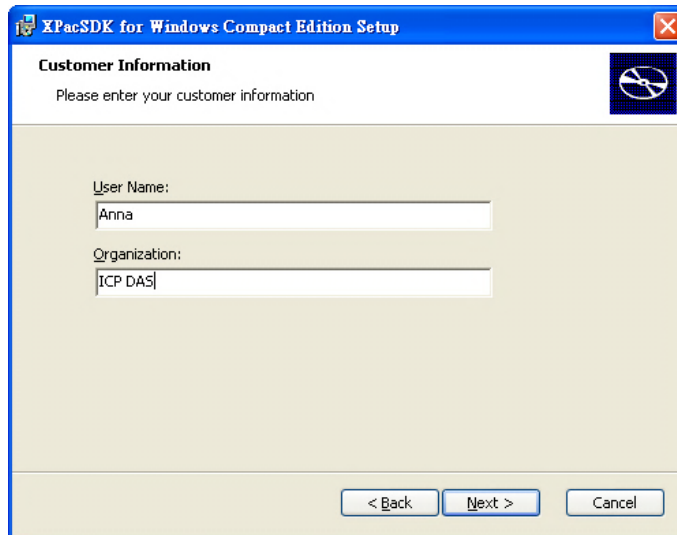 XPacSDK for Windows Compact Edition Setup
Customer Information
Please enter your customer information
User Name:
Anna
Organization:
ICP DAS
< Back Next > Cancel